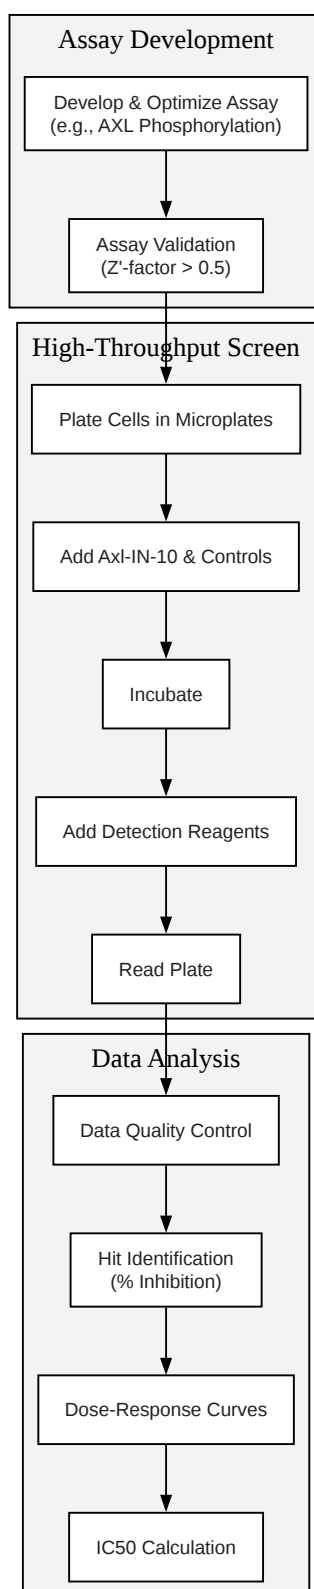 Assay Development
Develop & Optimize Assay
(e.g., AXL Phosphorylation)
Assay Validation
(Z'-factor > 0.5)
High-Throughput Screen
Plate Cells in Microplates
Add Axl-IN-10 & Controls
Incubate
Add Detection Reagents
Read Plate
Data Analysis
Data Quality Control
Hit Identification
(% Inhibition)
Dose-Response Curves
IC50 Calculation